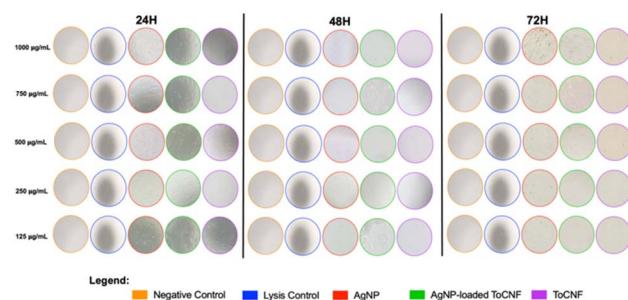 24H 48H 72H
1000 µg/mL
750 µg/mL
500 µg/mL
250 µg/mL
125 µg/mL
Legend:
Negative Control Lysis Control AgNP AgNP-loaded ToCNF ToCNF